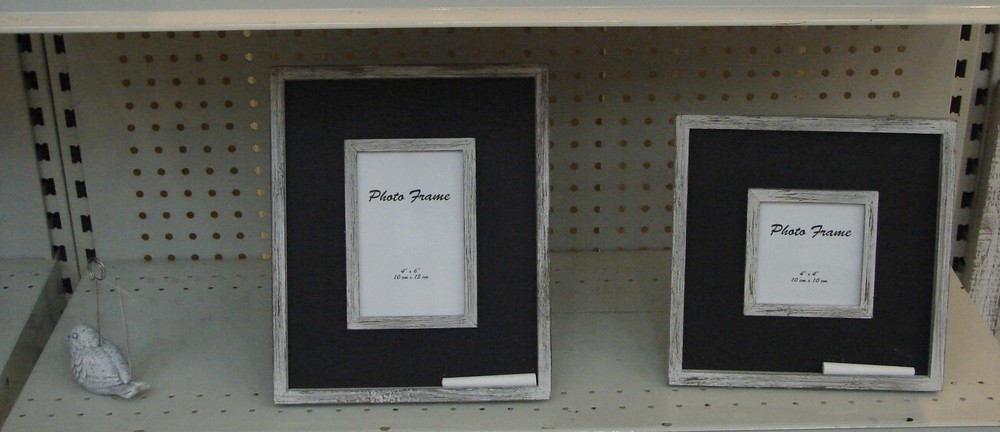 Photo Frame
4" x 6"
10 cm x 15 cm
Photo Frame
4" x 4"
10 cm x 10 cm